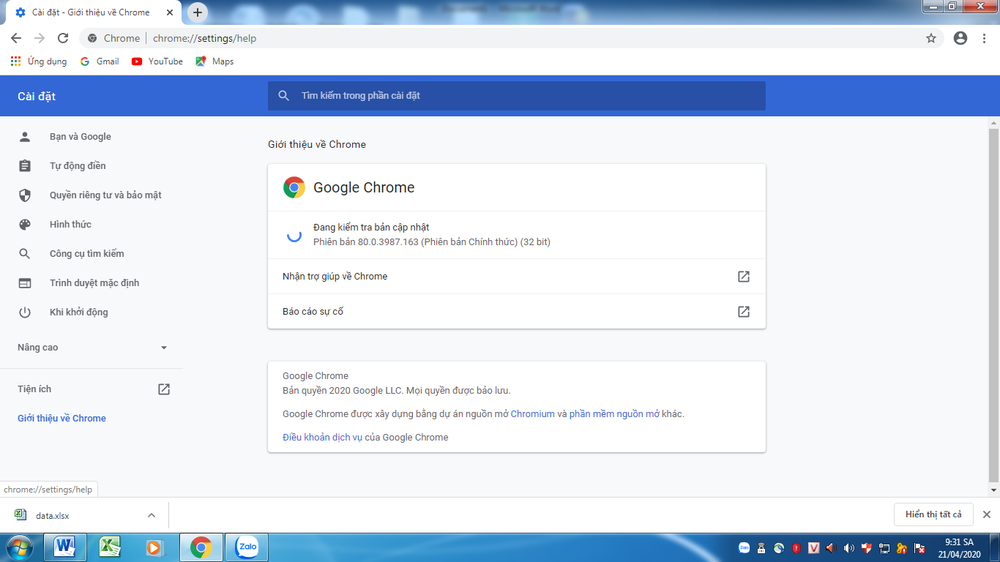 Cài đặt - Giới thiệu về Chrome
Chrome
chrome://settings/help
Ứng dụng
Gmail
YouTube
Maps
Cài đặt
Tìm kiếm trong phần cài đặt
Bạn và Google
Tự động điền
Quyền riêng tư và bảo mật
Hình thức
Công cụ tìm kiếm
Trình duyệt mặc định
Khi khởi động
Nâng cao
Tiện ích
Giới thiệu về Chrome
Giới thiệu về Chrome
Google Chrome
Đang kiểm tra bản cập nhật
Phiên bản 80.0.3987.163 (Phiên bản Chính thức) (32 bit)
Nhận trợ giúp về Chrome
Báo cáo sự cố
Google Chrome
Bản quyền 2020 Google LLC. Mọi quyền được bảo lưu.
Google Chrome được xây dựng bằng dự án nguồn mở Chromium và phần mềm nguồn mở khác.
Điều khoản dịch vụ của Google Chrome
chrome://settings/help
data.xlsx
Hiển thị tất cả
Zalo
9:31 SA
21/04/2020